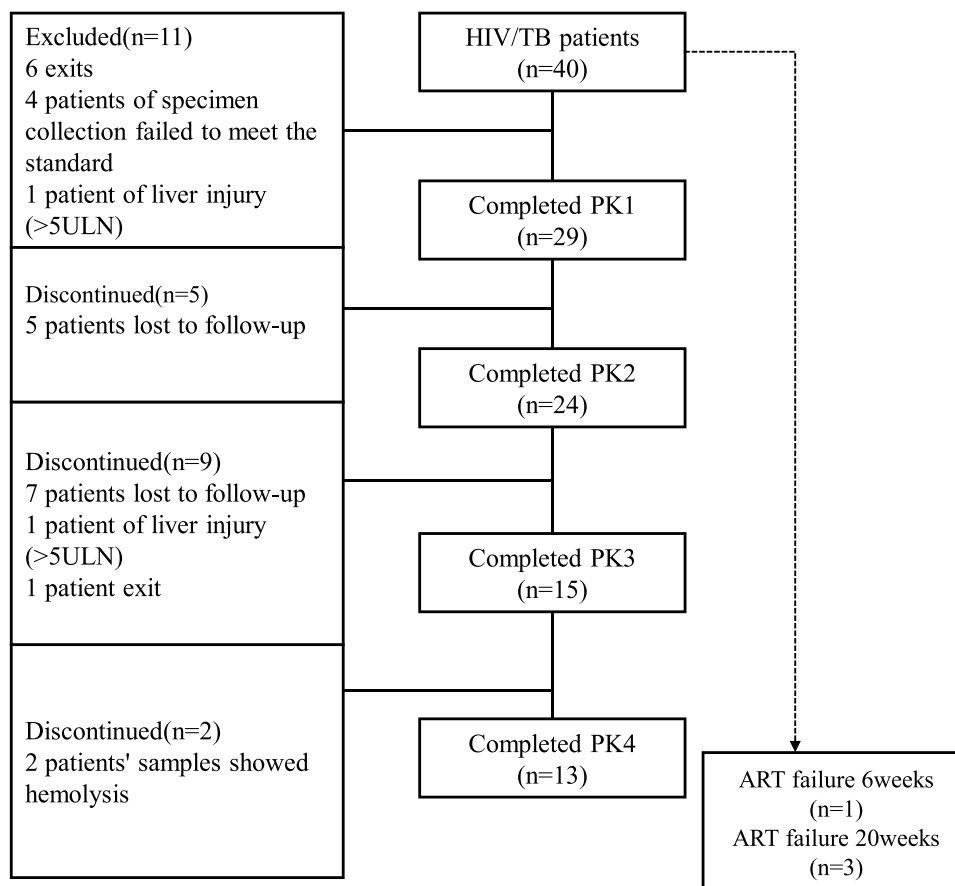 Excluded(n=11)
6 exits
4 patients of specimen
collection failed to meet the
standard
1 patient of liver injury
(>5ULN)
HIV/TB patients
(n=40)
Completed PK1
(n=29)
Discontinued(n=5)
5 patients lost to follow-up
Completed PK2
(n=24)
Discontinued(n=9)
7 patients lost to follow-up
1 patient of liver injury
(>5ULN)
1 patient exit
Completed PK3
(n=15)
Discontinued(n=2)
2 patients' samples showed
hemolysis
Completed PK4
(n=13)
ART failure 6weeks
(n=1)
ART failure 20weeks
(n=3)